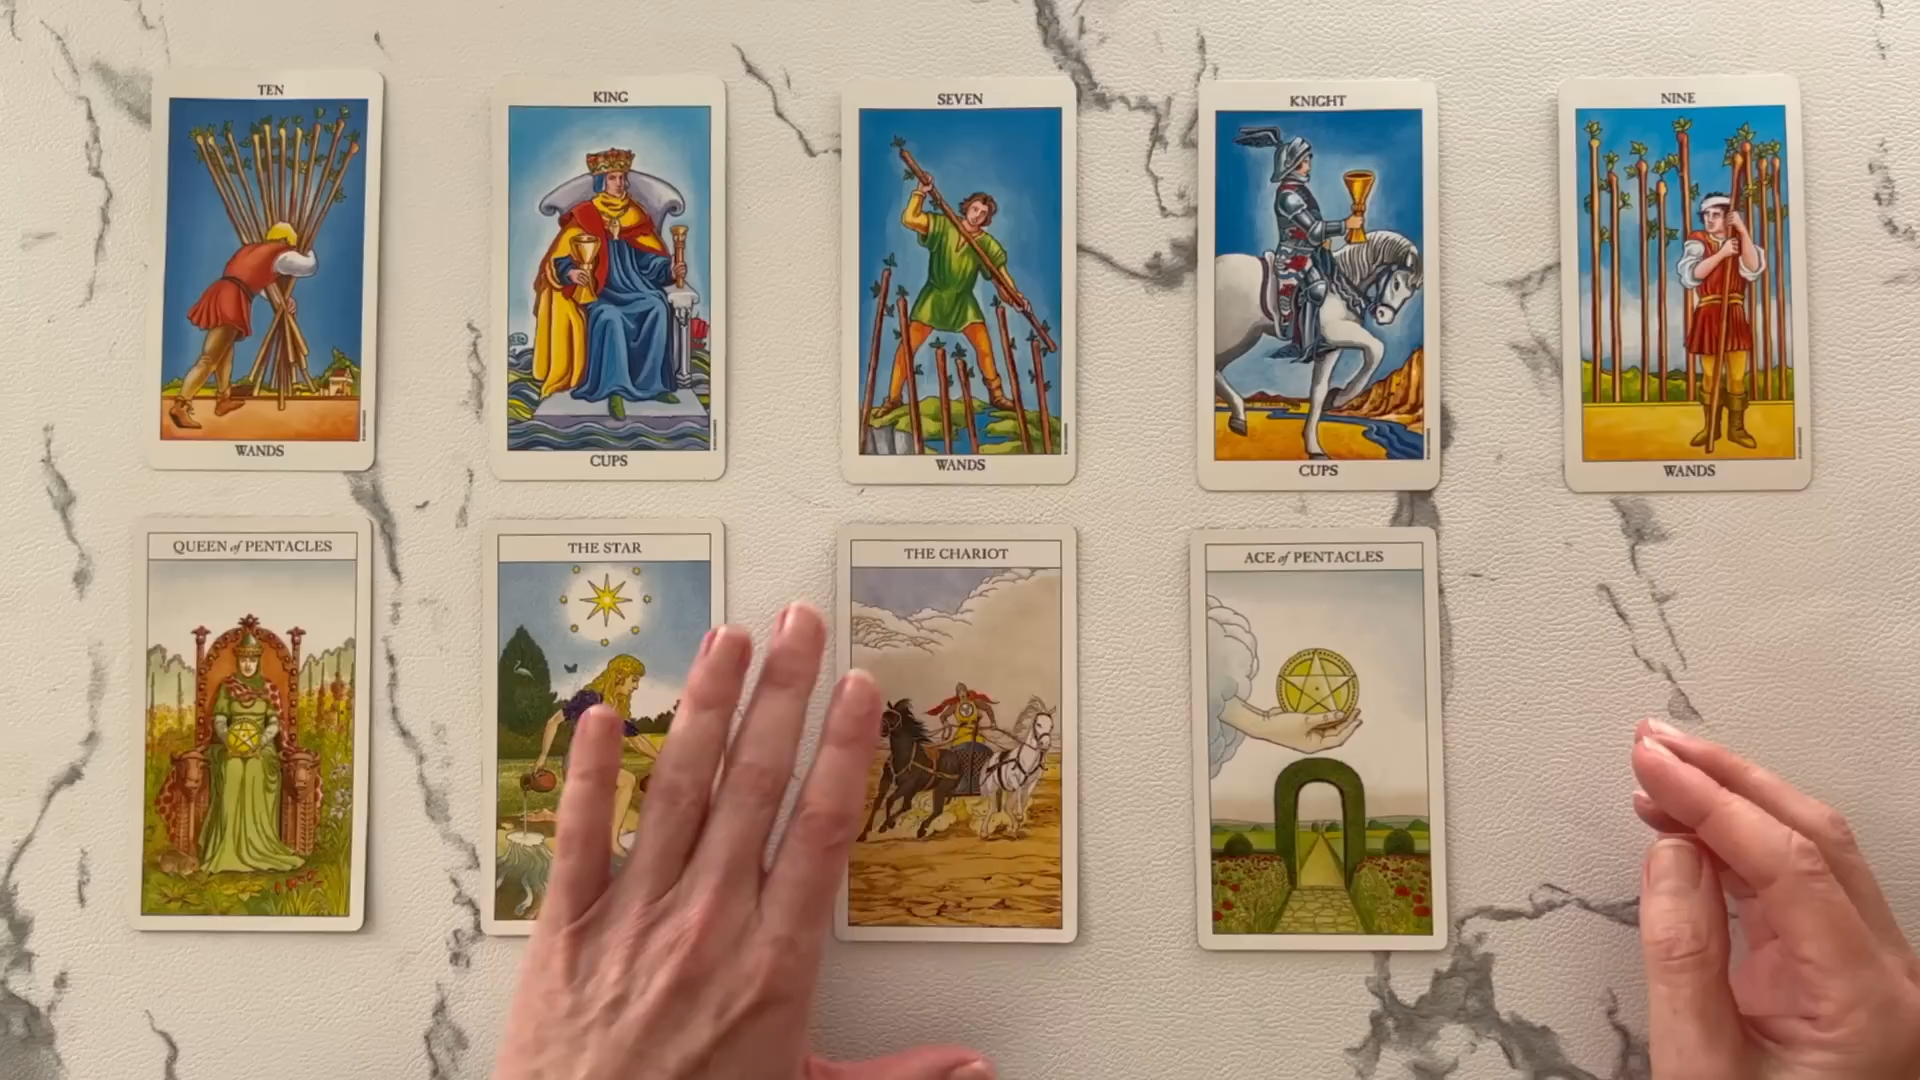 TEN
WANDS
KING
CUPS
SEVEN
WANDS
KNIGHT
CUPS
NINE
WANDS
QUEEN of PENTACLES
THE STAR
THE CHARIOT
ACE of PENTACLES